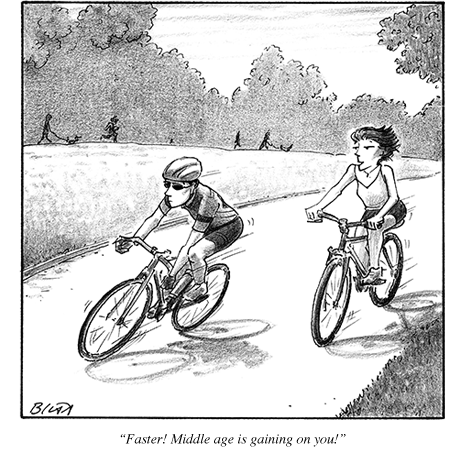 “Faster! Middle age is gaining on you!”